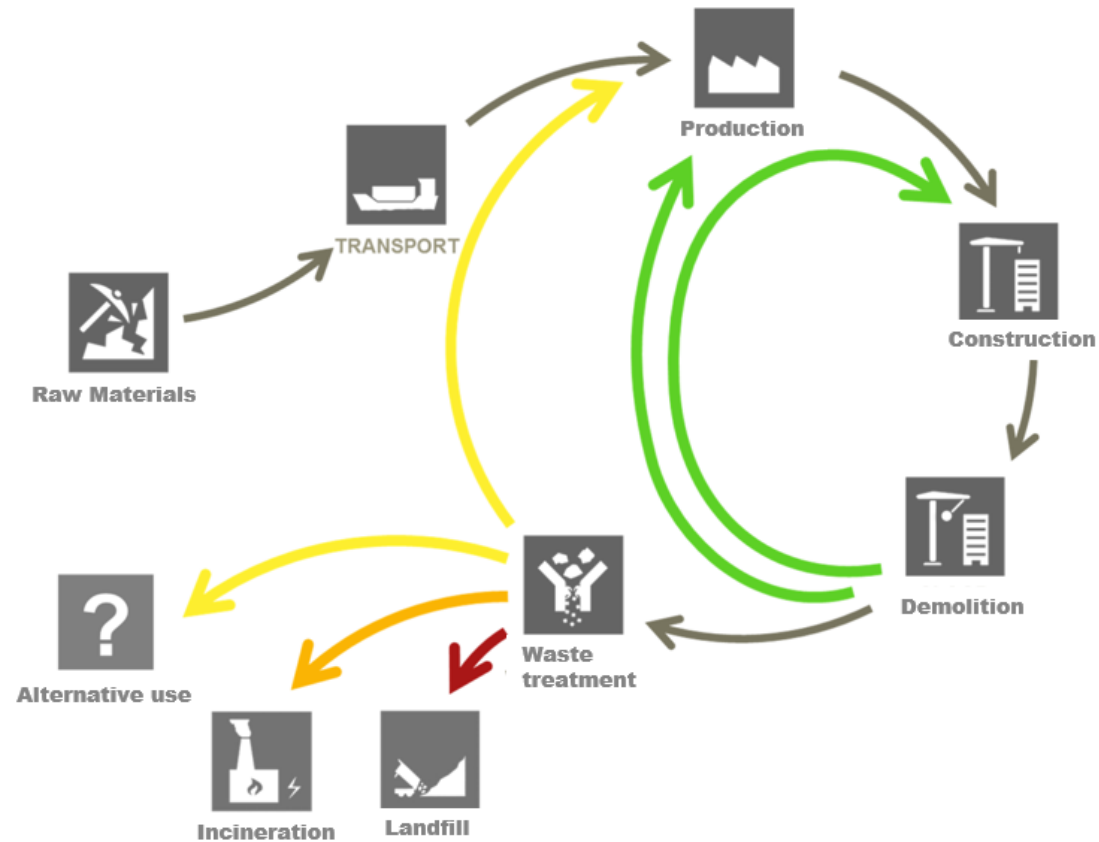 Production
TRANSPORT
Construction
Raw Materials
Demolition
Waste
treatment
Alternative use
?
Incineration
Landfill